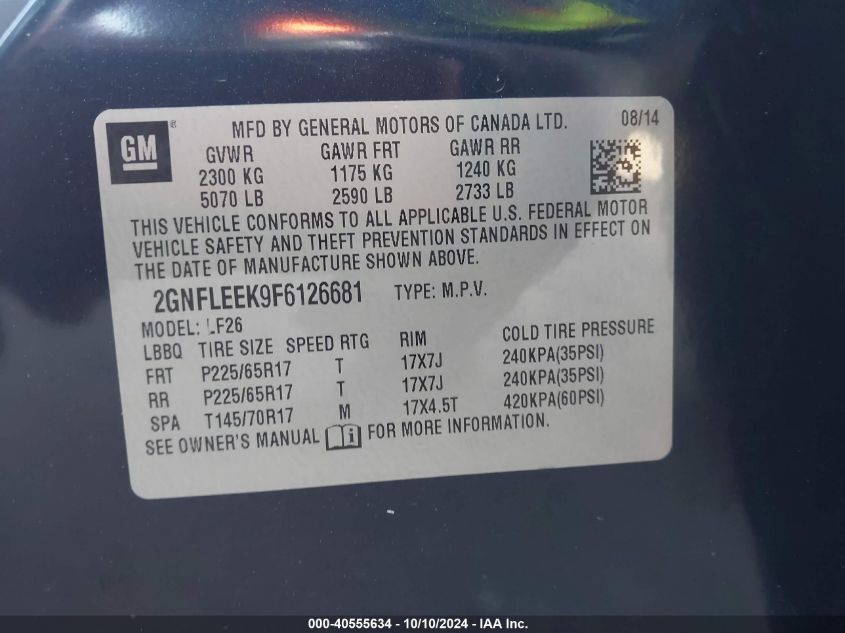 GM ® MFD BY GENERAL MOTORS OF CANADA LTD. 08/14
GVWR GAWR FRT GAWR RR
2300 KG 1175 KG 1240 KG
5070 LB 2590 LB 2733 LB
THIS VEHICLE CONFORMS TO ALL APPLICABLE U.S. FEDERAL MOTOR
VEHICLE SAFETY AND THEFT PREVENTION STANDARDS IN EFFECT ON
THE DATE OF MANUFACTURE SHOWN ABOVE.
2GNFLEEK9F6126681 TYPE: M.P.V.
MODEL: LF26
LBBQ TIRE SIZE SPEED RTG RIM COLD TIRE PRESSURE
FRT P225/65R17 T 17X7J 240KPA(35PSI)
RR P225/65R17 T 17X7J 240KPA(35PSI)
SPA T145/70R17 M 17X4.5T 420KPA(60PSI)
SEE OWNER'S MANUAL i FOR MORE INFORMATION.
000-40555634 - 10/10/2024 - IAA Inc.